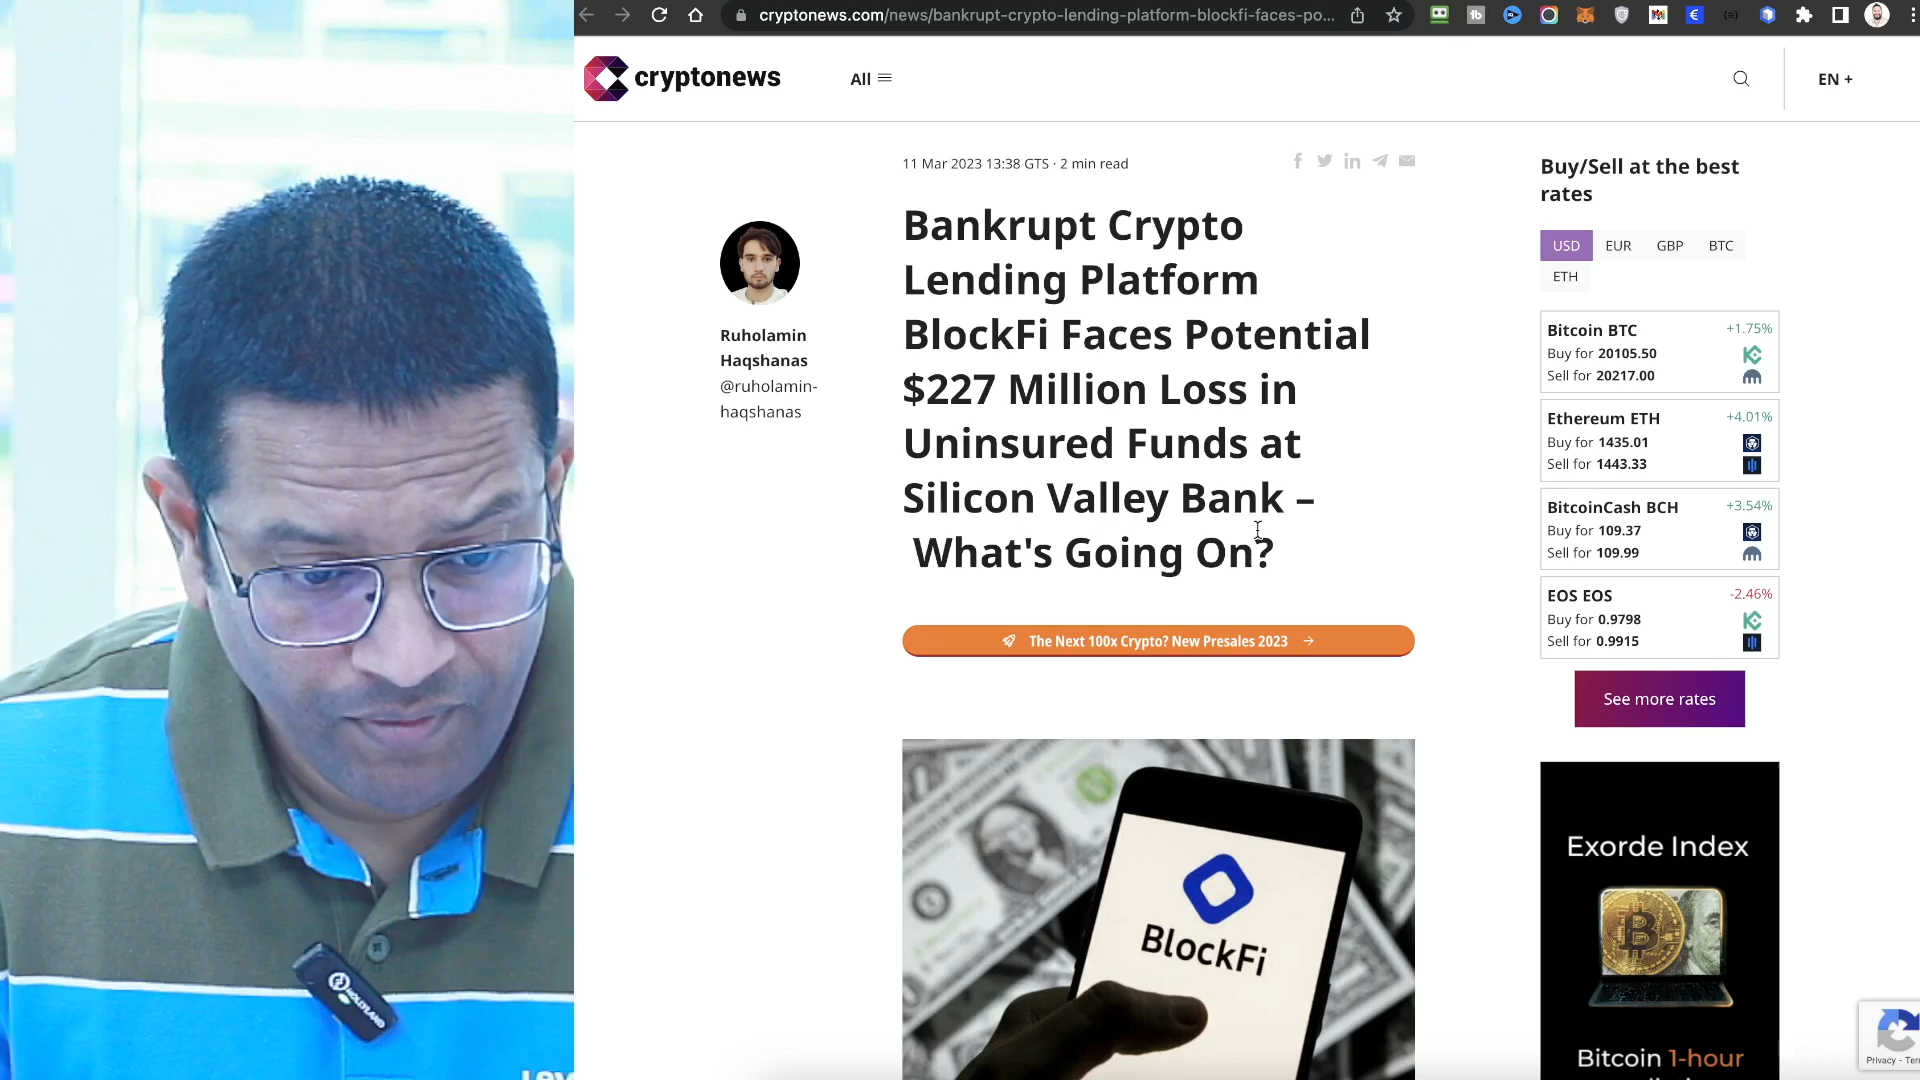 cryptonews.com/news/bankrupt-crypto-lending-platform-blockfi-faces-po...
cryptonews
All
EN +
11 Mar 2023 13:38 GTS · 2 min read
Ruholamin
Haqshanas
@ruholamin-
haqshanas
Bankrupt Crypto
Lending Platform
BlockFi Faces Potential
$227 Million Loss in
Uninsured Funds at
Silicon Valley Bank –
What's Going On?
The Next 100x Crypto? New Presales 2023
BlockFi
Buy/Sell at the best
rates
USD EUR GBP BTC
ETH
Bitcoin BTC +1.75%
Buy for 20105.50
Sell for 20217.00
Ethereum ETH +4.01%
Buy for 1435.01
Sell for 1443.33
BitcoinCash BCH +3.54%
Buy for 109.37
Sell for 109.99
EOS EOS -2.46%
Buy for 0.9798
Sell for 0.9915
See more rates
Exorde Index
Bitcoin 1-hour
Privacy - Ter
HOLLYLAND